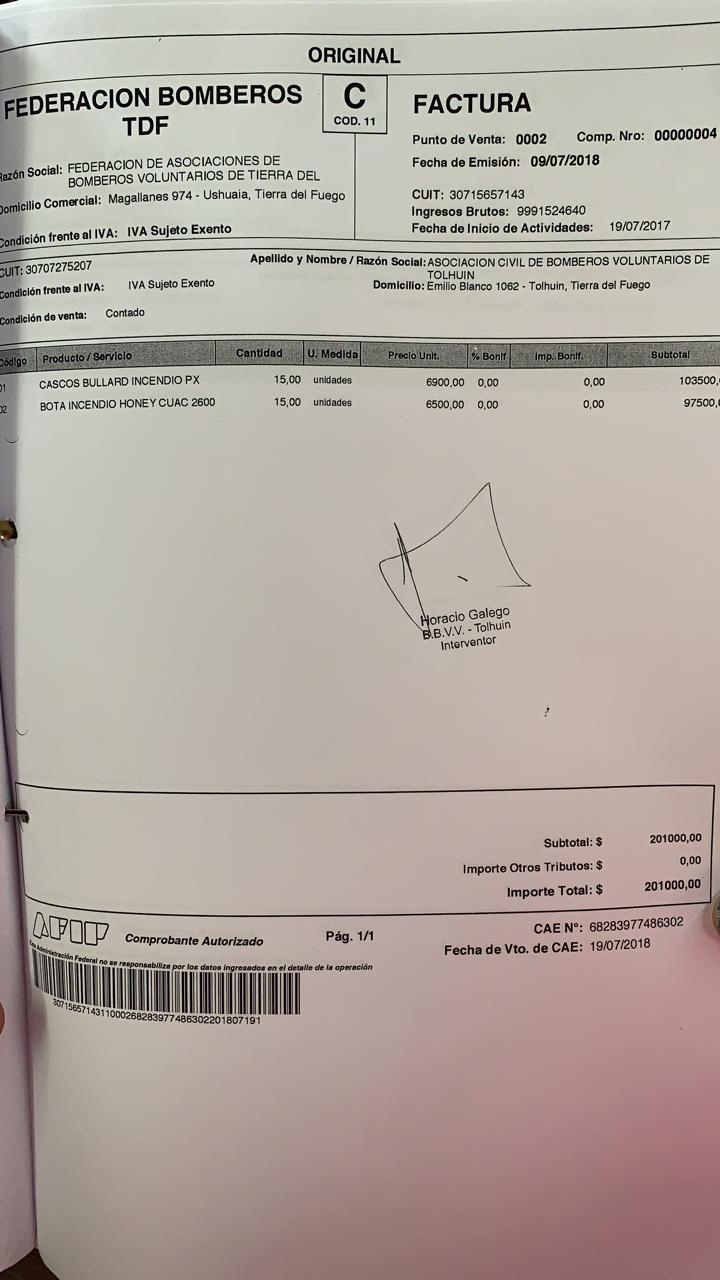 ORIGINAL
FEDERACION BOMBEROS
TDF
C
COD. 11
FACTURA
Punto de Venta: 0002 Comp. Nro: 00000004
Fecha de Emisión: 09/07/2018
Razón Social: FEDERACION DE ASOCIACIONES DE
BOMBEROS VOLUNTARIOS DE TIERRA DEL
Domicilio Comercial: Magallanes 974 - Ushuaia, Tierra del Fuego
Condición frente al IVA: IVA Sujeto Exento
CUIT: 30715657143
Ingresos Brutos: 9991524640
Fecha de Inicio de Actividades: 19/07/2017
CUIT: 30707275207
Apellido y Nombre / Razón Social: ASOCIACION CIVIL DE BOMBEROS VOLUNTARIOS DE
TOLHUIN
Condición frente al IVA: IVA Sujeto Exento
Domicilio: Emilio Blanco 1062 - Tolhuin, Tierra del Fuego
Condición de venta: Contado
Código Producto / Servicio Cantidad U. Medida Precio Unit. % Bonif Imp. Bonif. Subtotal
01 CASCOS BULLARD INCENDIO PX 15,00 unidades 6900,00 0,00 0,00 103500,
02 BOTA INCENDIO HONEY CUAC 2600 15,00 unidades 6500,00 0,00 0,00 97500,
Horacio Galego
B.B.V.V. - Tolhuin
Interventor
Subtotal: $ 201000,00
Importe Otros Tributos: $ 0,00
Importe Total: $ 201000,00
AFIP
Comprobante Autorizado
Pág. 1/1
CAE N°: 68283977486302
Fecha de Vto. de CAE: 19/07/2018
Esta Administración Federal no se responsabiliza por los datos ingresados en el detalle de la operación
307156571431100026828397748630220180719​1